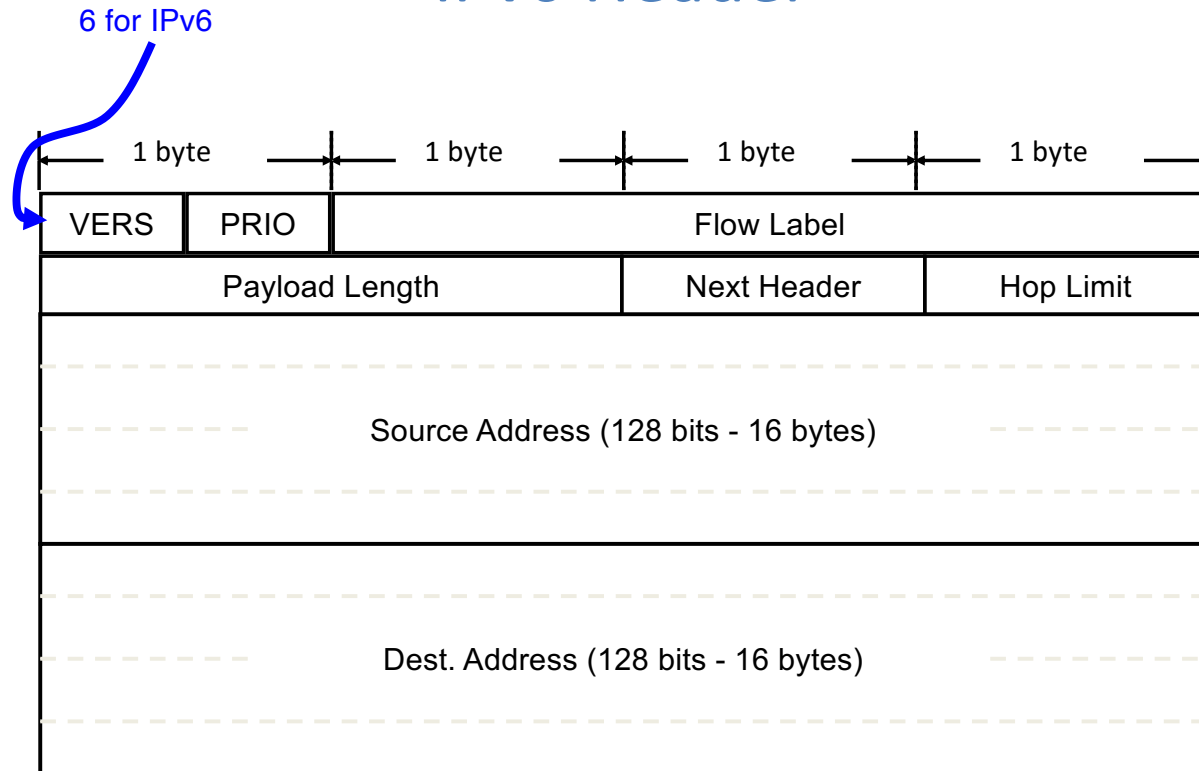 6 for IPv6
1 byte 1 byte 1 byte 1 byte
VERS PRIO Flow Label
Payload Length Next Header Hop Limit
Source Address (128 bits - 16 bytes)
Dest. Address (128 bits - 16 bytes)